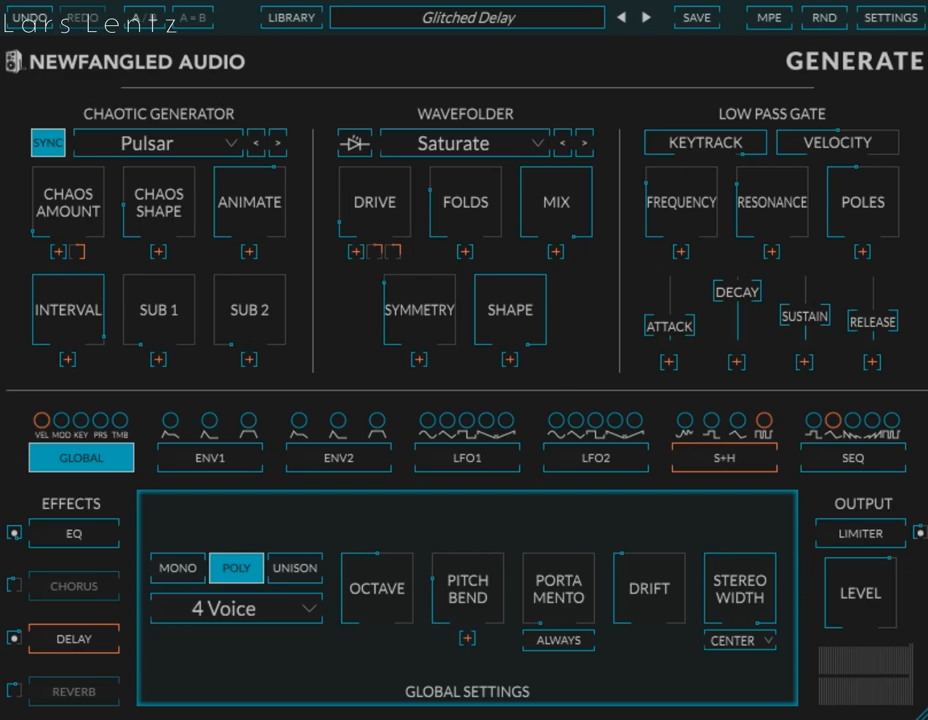 UNDO REDO A / B A = B LIBRARY Glitched Delay SAVE MPE RND SETTINGS
Lars Lentz
NEWFANGLED AUDIO GENERATE
CHAOTIC GENERATOR WAVEFOLDER LOW PASS GATE
SYNC Pulsar < > Saturate < > KEYTRACK VELOCITY
CHAOS AMOUNT CHAOS SHAPE ANIMATE DRIVE FOLDS MIX FREQUENCY RESONANCE POLES
[+] [+] [+] [+] [+] [+] [+] [+] [+]
INTERVAL SUB 1 SUB 2 SYMMETRY SHAPE ATTACK DECAY SUSTAIN RELEASE
[+] [+] [+] [+] [+] [+] [+] [+] [+]
VEL MOD KEY PRS TMB
GLOBAL ENV1 ENV2 LFO1 LFO2 S+H SEQ
EFFECTS
EQ
CHORUS
DELAY
REVERB
MONO POLY UNISON
4 Voice
OCTAVE PITCH BEND PORTA MENTO DRIFT STEREO WIDTH
[+] ALWAYS CENTER
GLOBAL SETTINGS
OUTPUT
LIMITER
LEVEL